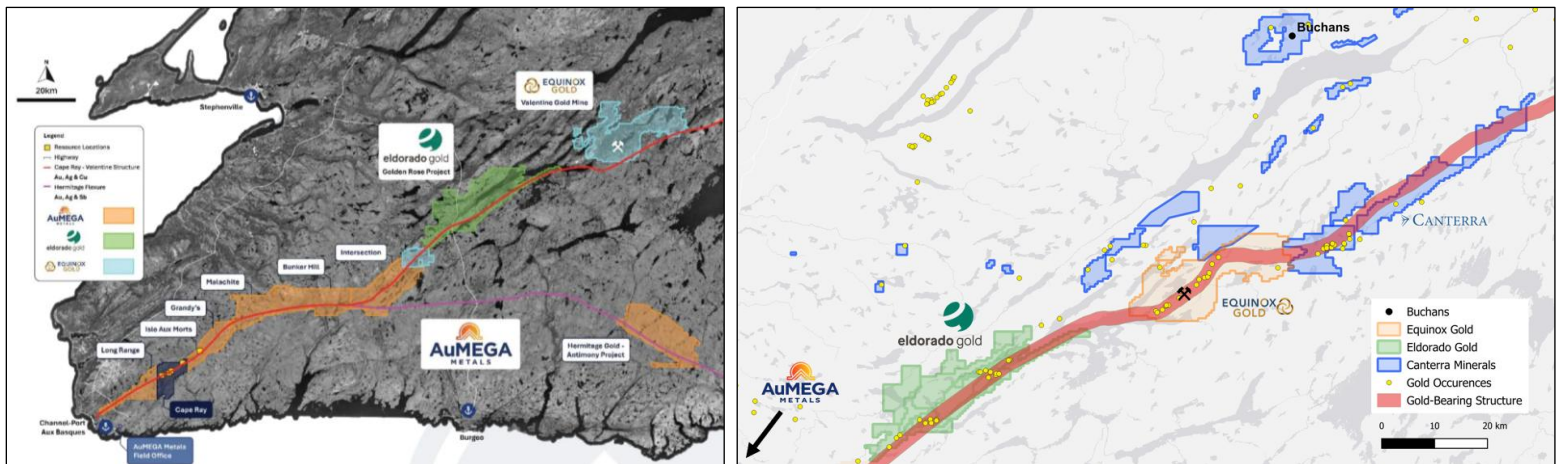 N
20km
Stephenville
EQUINOX
GOLD
Valentine Gold Mine
eldorado gold
Golden Rose Project
Legend
Resource Locations
Highway
Cape Ray - Valentine Structure
Au, Ag & Cu
Hermitage Flexure
Au, Ag & Sb
AuMEGA
METALS
eldorado gold
EQUINOX
GOLD
Intersection
Bunker Hill
Malachite
Grandy's
Isle Aux Morts
Long Range
Cape Ray
AuMEGA
METALS
Hermitage Gold -
Antimony Project
Channel-Port
Aux Basques
AuMEGA Metals
Field Office
Burgeo
Buchans
CANTERRA
EQUINOX
GOLD
eldorado gold
AuMEGA
METALS
Buchans
Equinox Gold
Eldorado Gold
Canterra Minerals
Gold Occurences
Gold-Bearing Structure
0 10 20 km